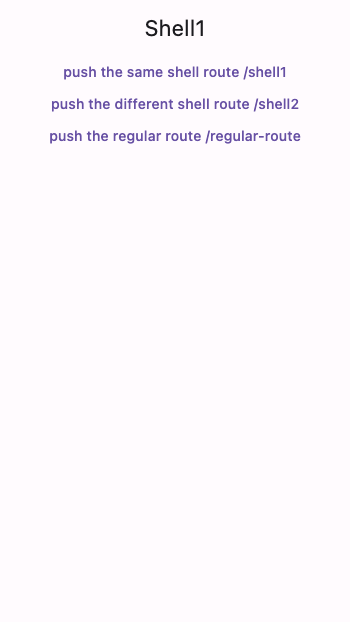 Shell1
push the same shell route /shell1
push the different shell route /shell2
push the regular route /regular-route